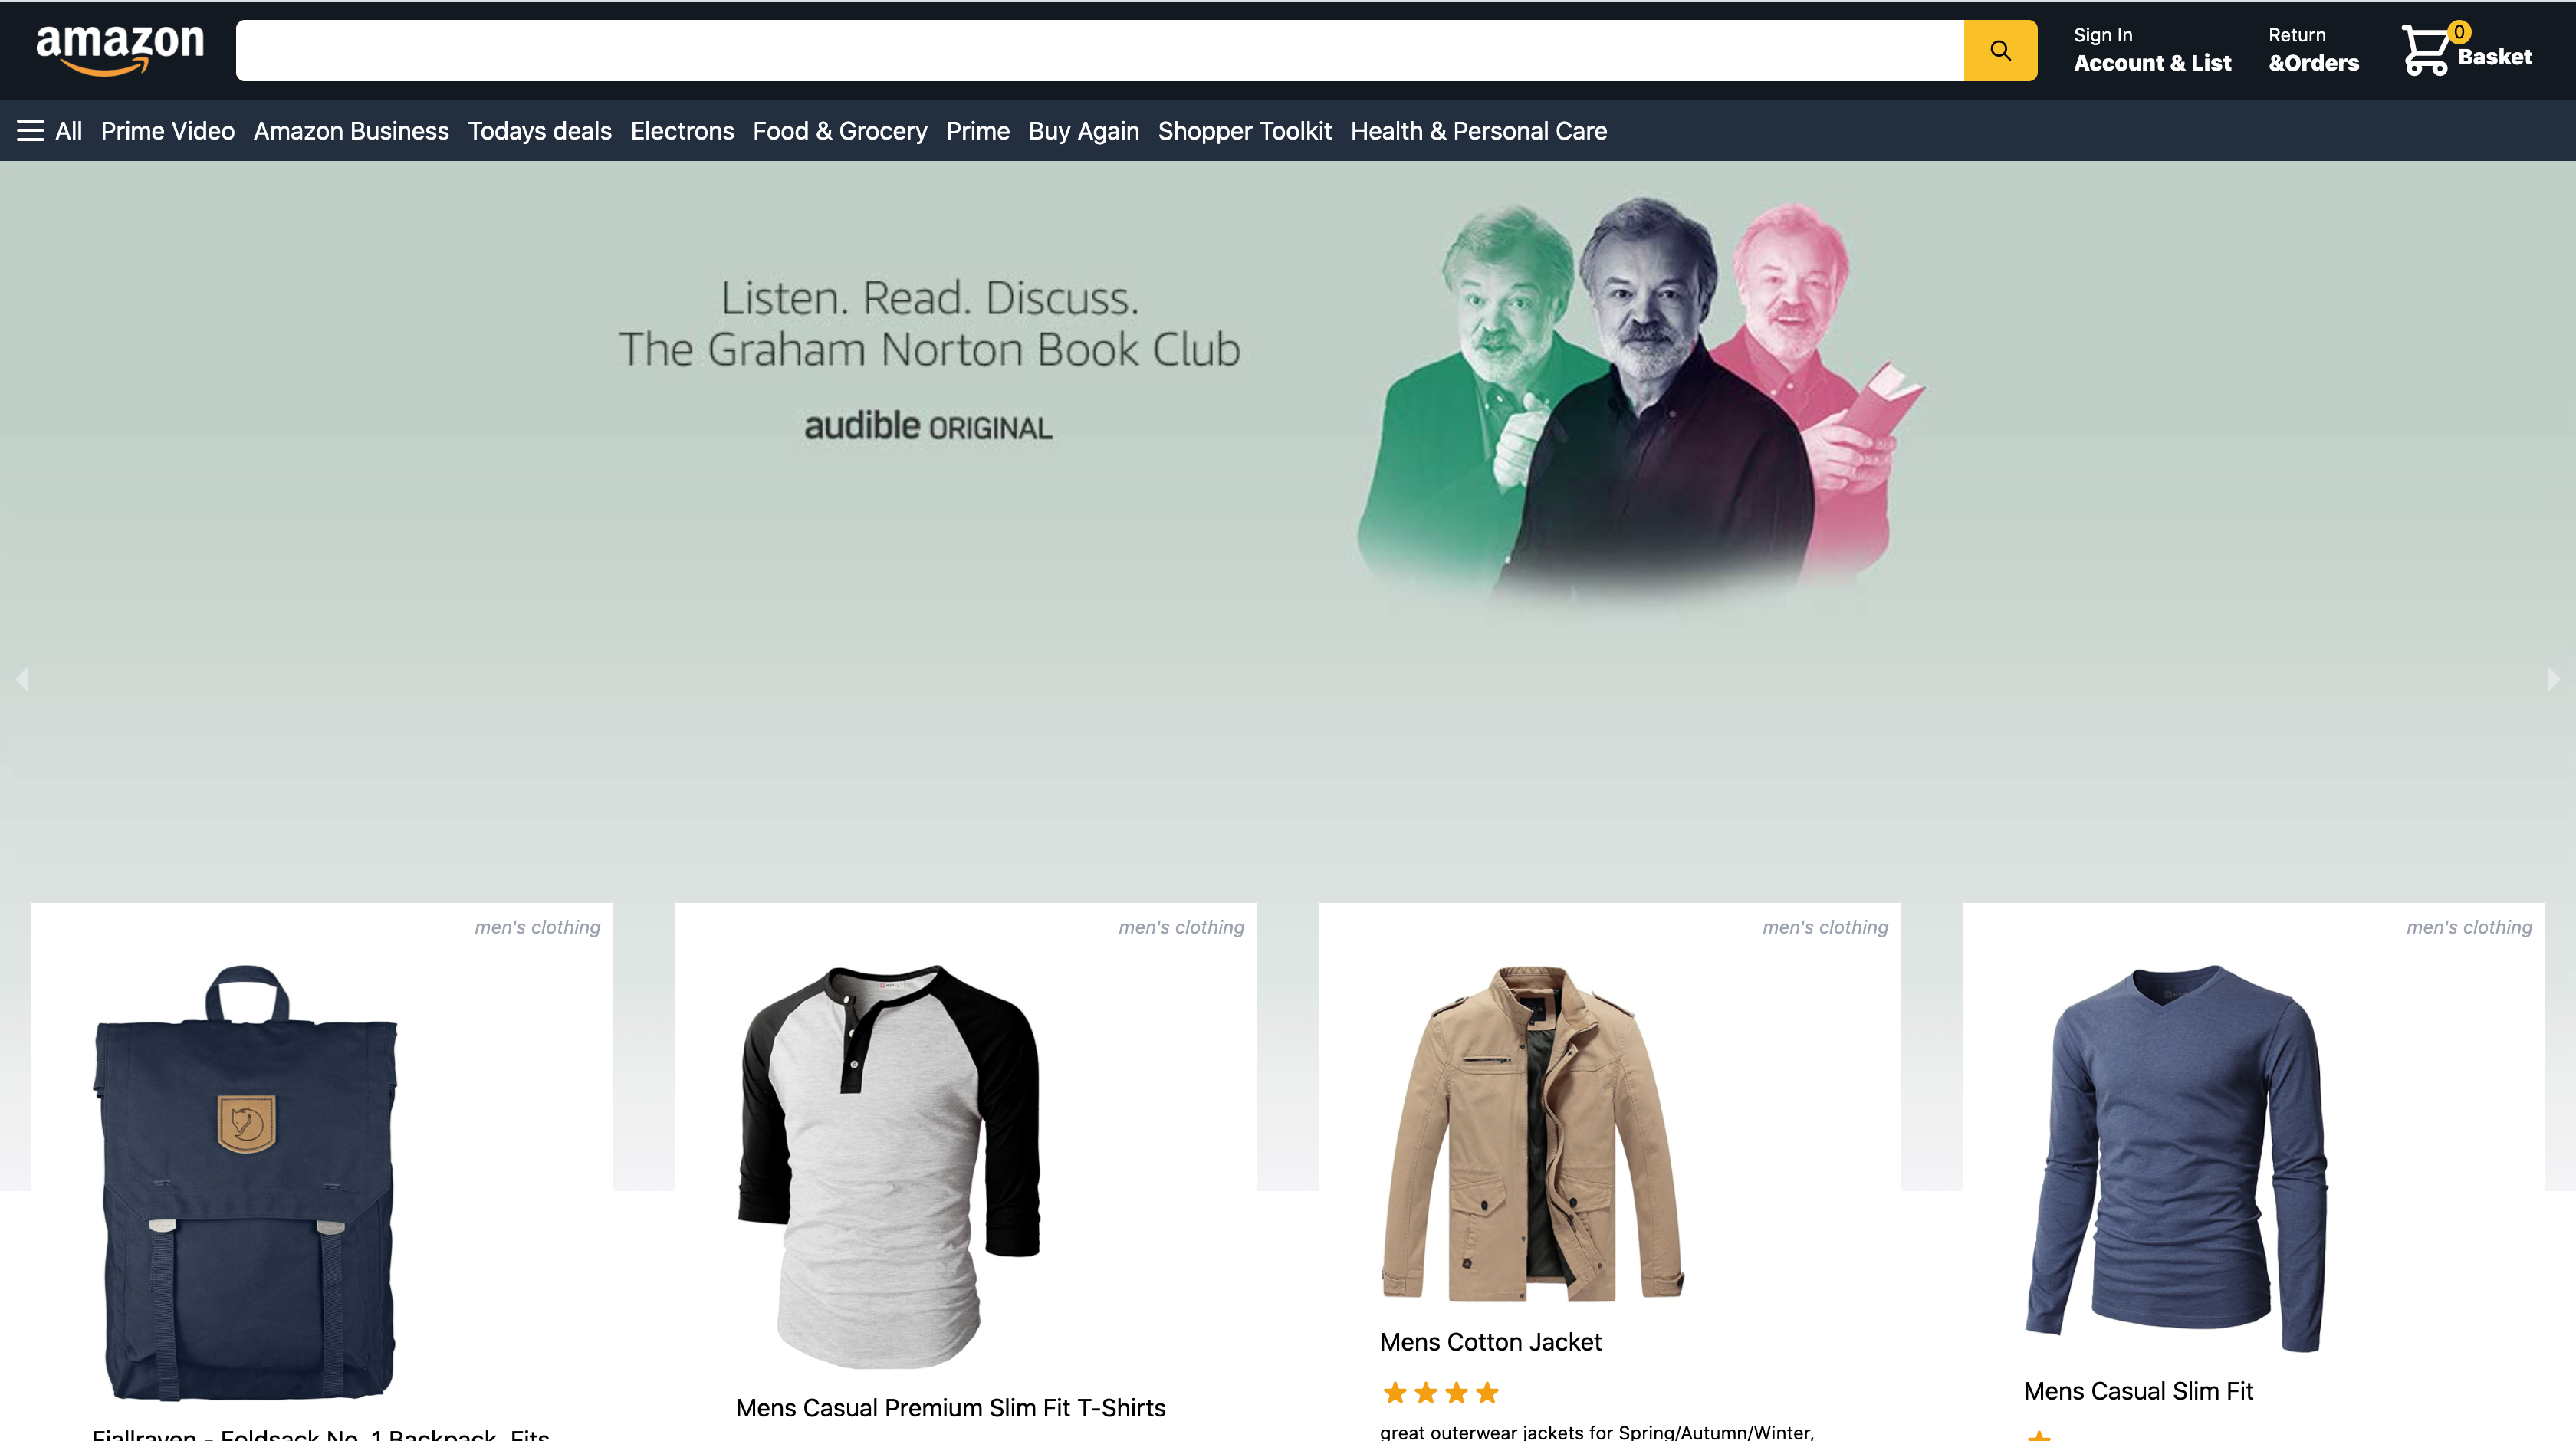 amazon
Sign In
Account & List
Return
&Orders
0
Basket
All Prime Video Amazon Business Todays deals Electrons Food & Grocery Prime Buy Again Shopper Toolkit Health & Personal Care
Listen. Read. Discuss.
The Graham Norton Book Club
audible ORIGINAL
men's clothing
men's clothing
men's clothing
men's clothing
Fjallraven - Foldsack No. 1 Backpack, Fits
Mens Casual Premium Slim Fit T-Shirts
Mens Cotton Jacket
great outerwear jackets for Spring/Autumn/Winter,
Mens Casual Slim Fit